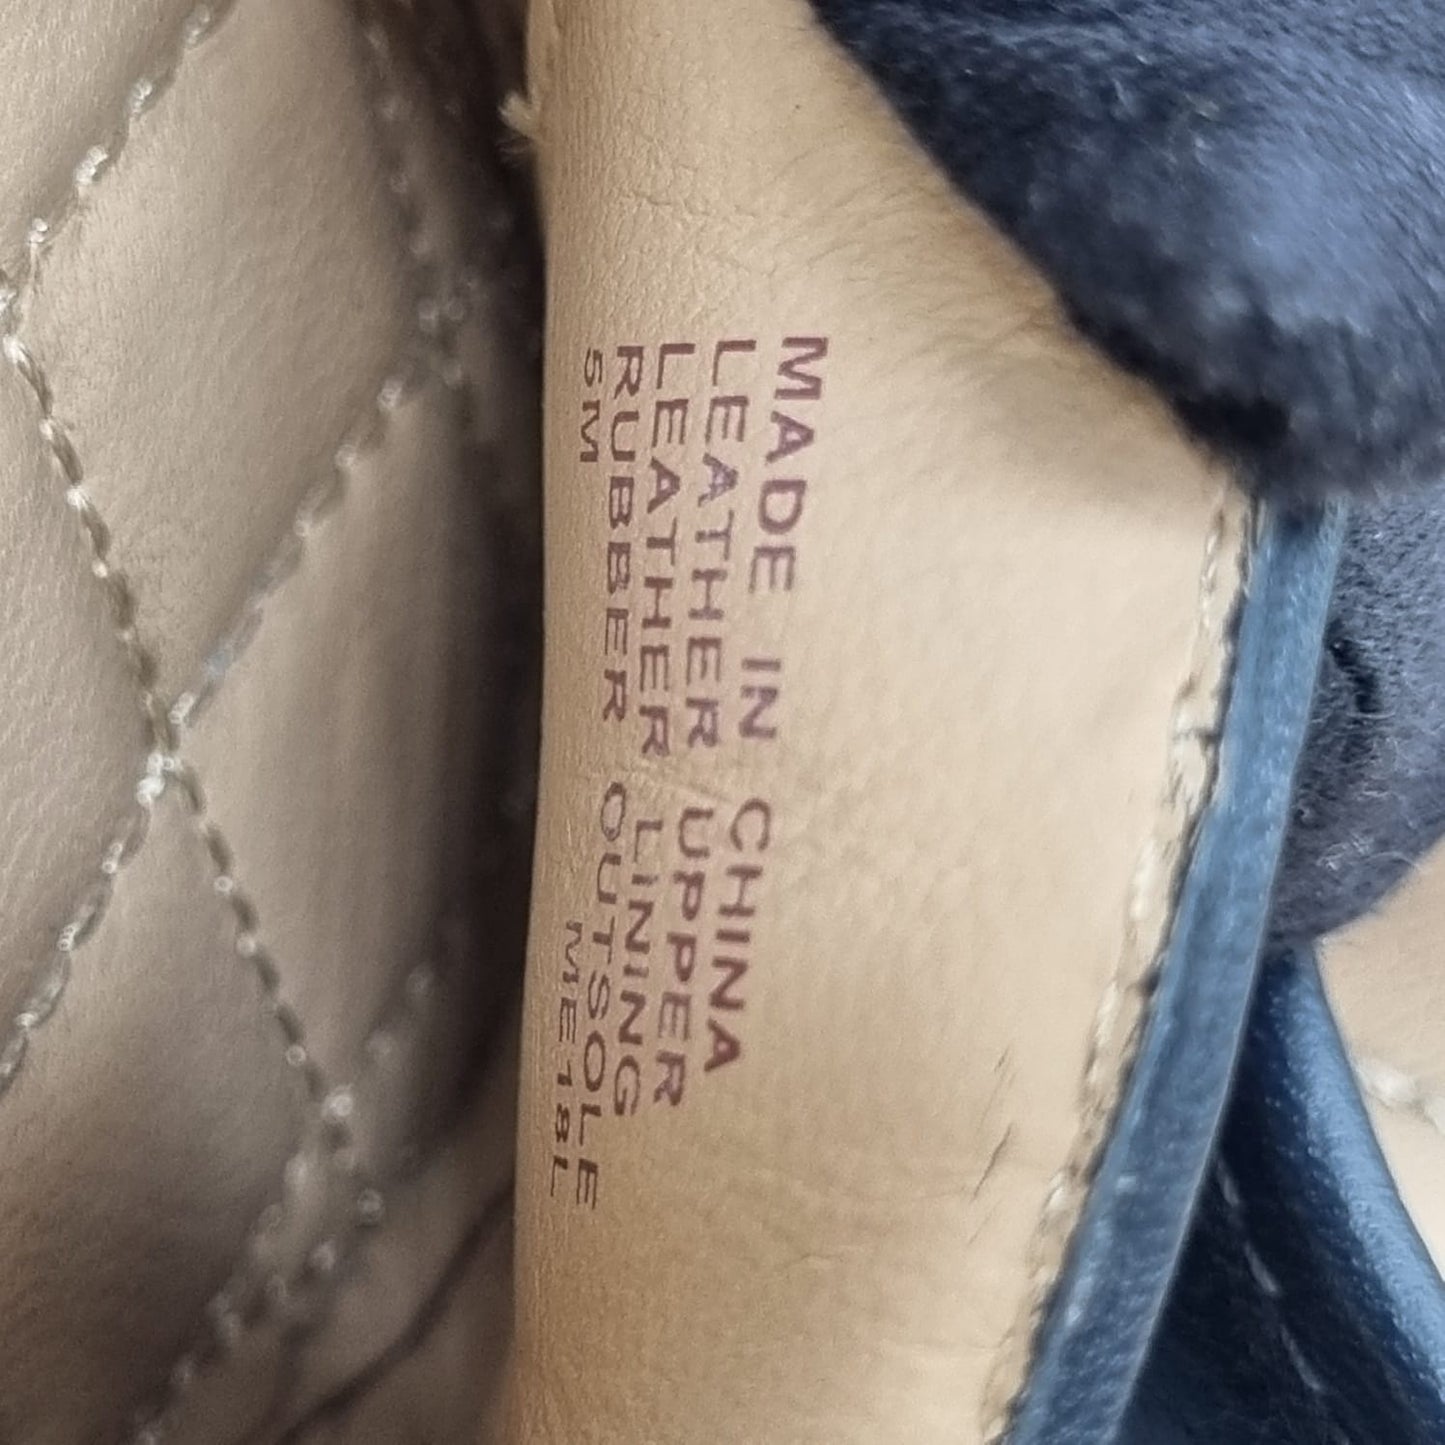 MADE IN CHINA
LEATHER UPPER
LEATHER LINING
RUBBER OUTSOLE
5M ME18L